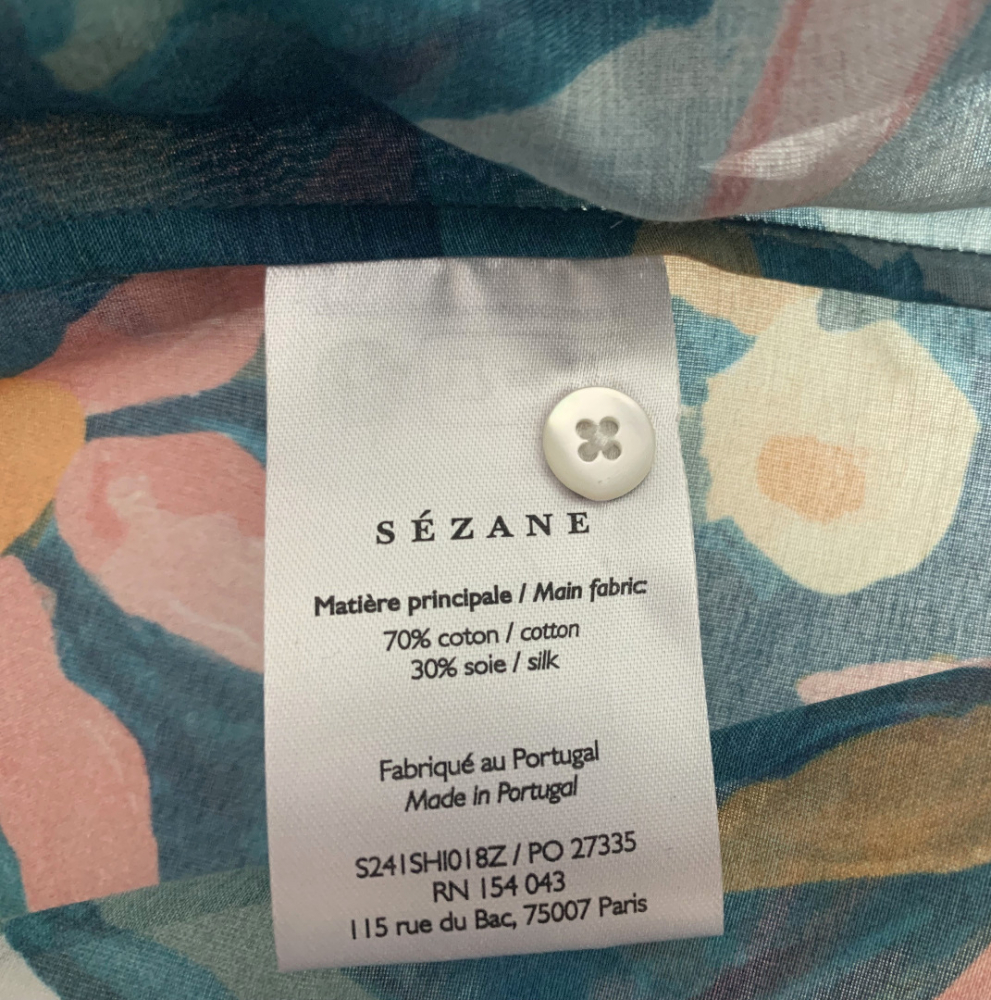 SÉZANE
Matière principale / Main fabric:
70% coton / cotton
30% soie / silk
Fabriqué au Portugal
Made in Portugal
S241SHI018Z / PO 27335
RN 154 043
115 rue du Bac, 75007 Paris